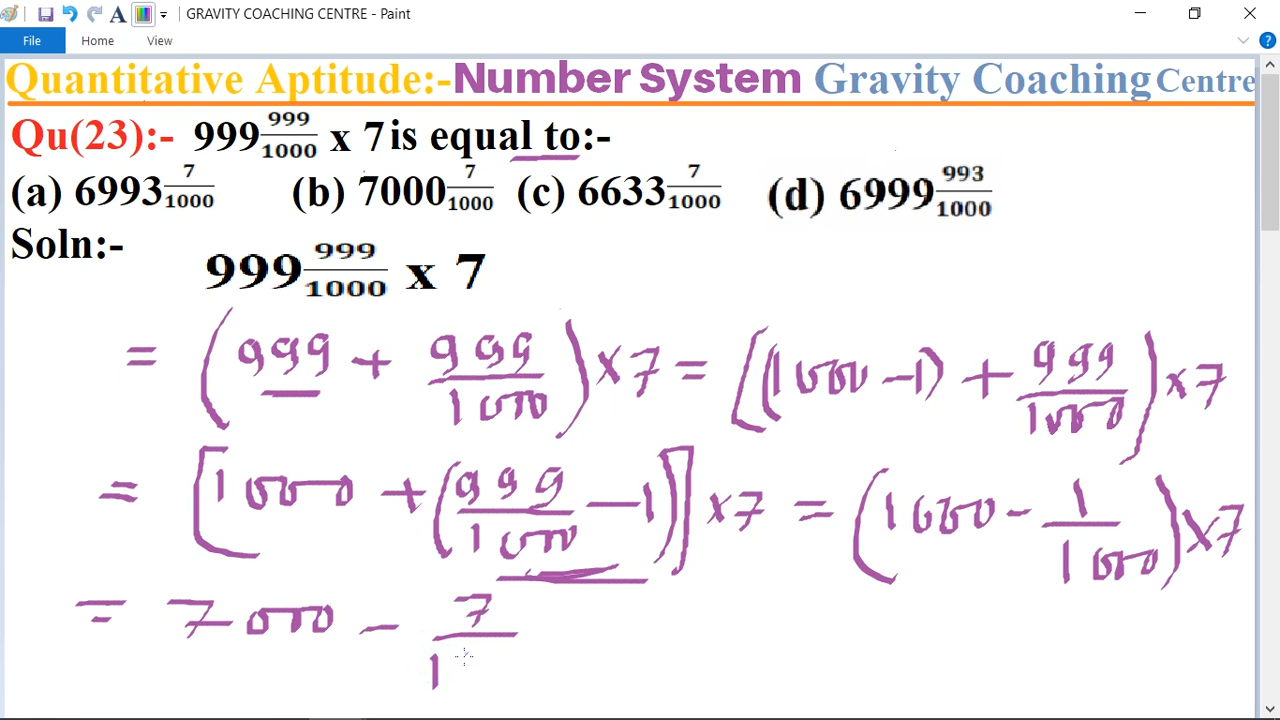 GRAVITY COACHING CENTRE - Paint
File Home View
Quantitative Aptitude:-Number System Gravity Coaching Centre
Qu(23):- 999 999/1000 x 7 is equal to:-
(a) 6993 7/1000 (b) 7000 7/1000 (c) 6633 7/1000 (d) 6999 993/1000
Soln:-
999 999/1000 x 7
= (999 + 999/1000) x 7 = [(1000 - 1) + 999/1000] x 7
= [1000 + (999/1000 - 1)] x 7 = (1000 - 1/1000) x 7
= 7000 - 7/1